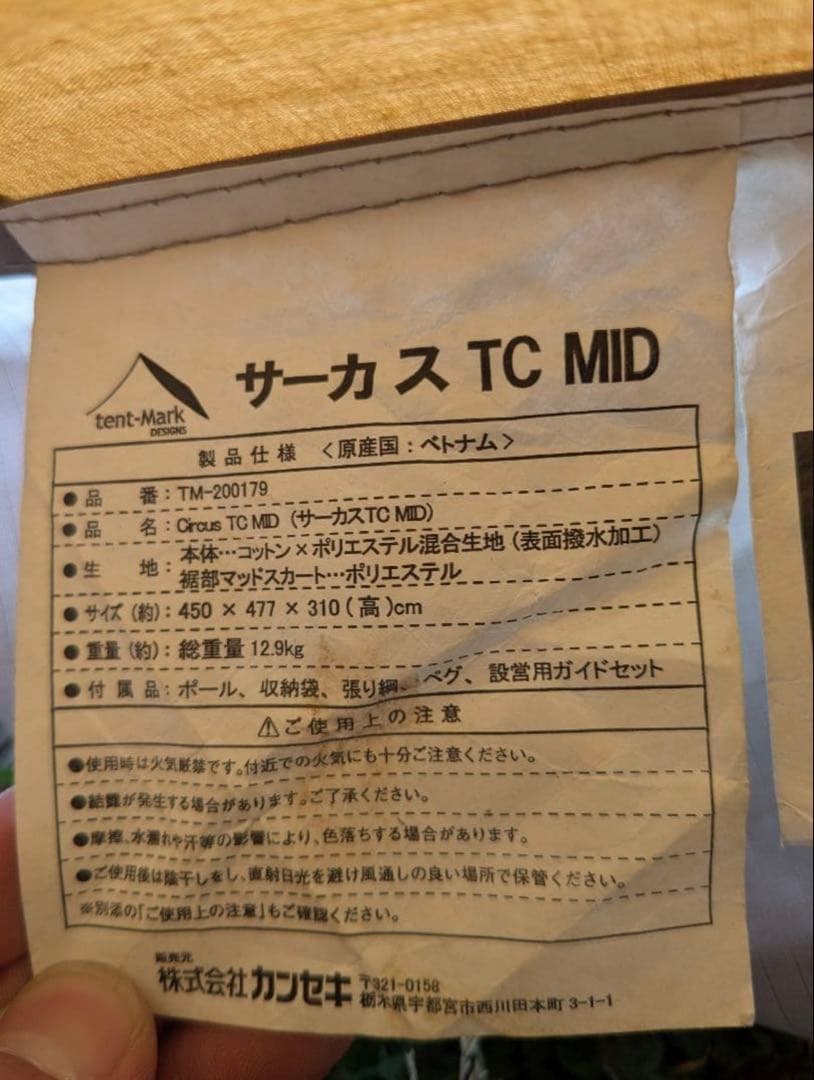 サーカス TC MID
tent-Mark
DESIGNS
製品仕様 <原産国:ベトナム>
●品 番:TM-200179
●品 名:Circus TC MID (サーカスTC MID)
●生 地:本体…コットン×ポリエステル混合生地(表面撥水加工)
裾部マッドスカート…ポリエステル
●サイズ(約):450 × 477 × 310(高)cm
●重量(約):総重量 12.9kg
●付属品:ポール、収納袋、張り綱、ペグ、設営用ガイドセット
⚠ご使用上の注意
●使用時は火気厳禁です。付近での火気にも十分ご注意ください。
●結露が発生する場合があります。ご了承ください。
●摩擦、水濡れや汗等の影響により、色落ちする場合があります。
●ご使用後は陰干しをし、直射日光を避け風通しの良い場所で保管ください。
※別添の「ご使用上の注意」もご確認ください。
販売元
株式会社カンセキ 〒321-0158
栃木県宇都宮市西川田本町 3-1-1